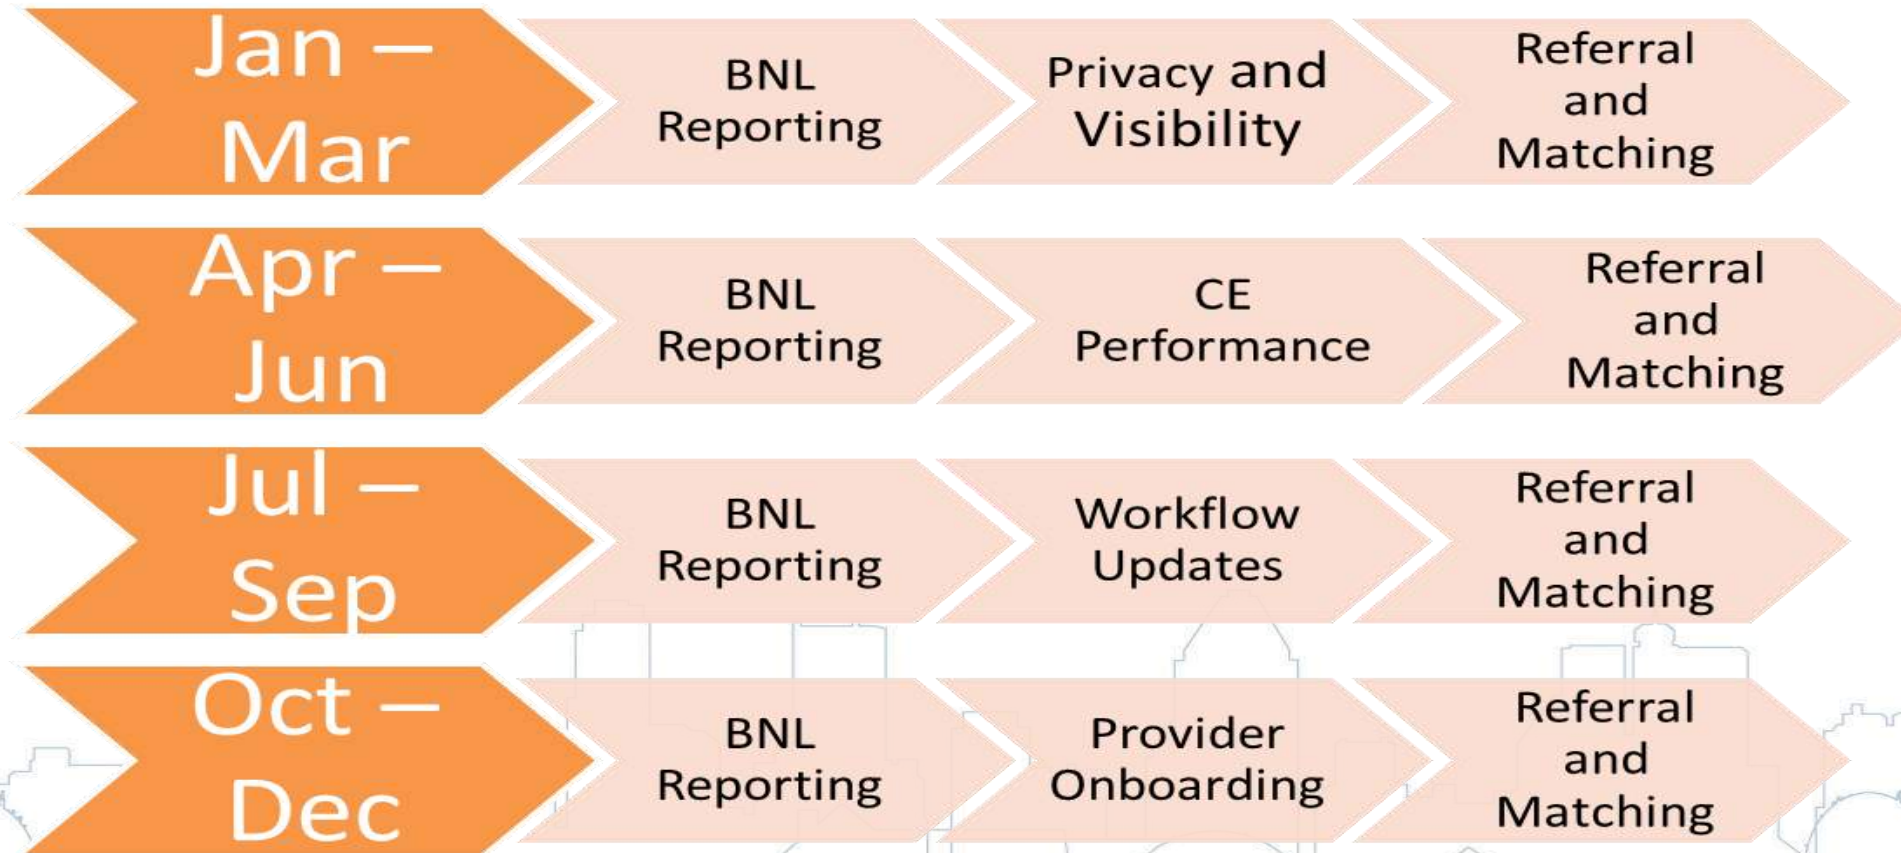 Jan –
Mar
BNL
Reporting
Privacy and
Visibility
Referral
and
Matching
Apr –
Jun
BNL
Reporting
CE
Performance
Referral
and
Matching
Jul –
Sep
BNL
Reporting
Workflow
Updates
Referral
and
Matching
Oct –
Dec
BNL
Reporting
Provider
Onboarding
Referral
and
Matching